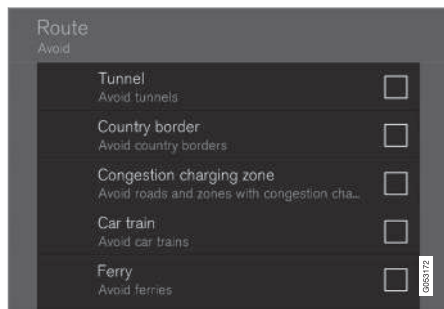 Route
Avoid
Tunnel
Avoid tunnels
Country border
Avoid country borders
Congestion charging zone
Avoid roads and zones with congestion cha...
Car train
Avoid car trains
Ferry
Avoid ferries
G053172